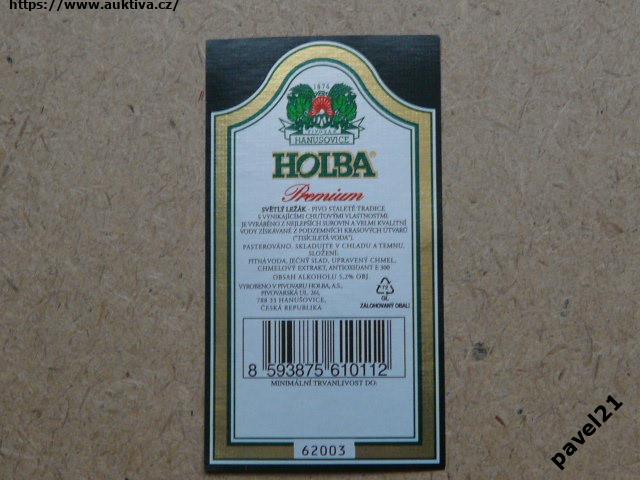 https://www.auktiva.cz/
1874
PIVOVAR
HANUŠOVICE
HOLBA
Premium
SVĚTLÝ LEŽÁK - PIVO STALETÉ TRADICE
S VYNIKAJÍCÍMI CHUŤOVÝMI VLASTNOSTMI.
JE VYRÁBĚNO Z NEJLEPŠÍCH SUROVIN A VELMI KVALITNÍ
VODY ZÍSKÁVANÉ Z PODZEMNÍCH KRASOVÝCH ÚTVARŮ
("TISÍCILETÁ VODA").
PASTEROVÁNO. SKLADUJTE V CHLADU A TEMNU.
SLOŽENÍ:
PITNÁ VODA, JEČNÝ SLAD, UPRAVENÝ CHMEL,
CHMELOVÝ EXTRAKT, ANTIOXIDANT E 300
OBSAH ALKOHOLU 5,2% OBJ.
VYROBENO V PIVOVARU HOLBA, A.S.,
PIVOVARSKÁ UL. 261,
788 33 HANUŠOVICE,
ČESKÁ REPUBLIKA
GL
ZÁLOHOVANÝ OBAL!
8 593875 610112
MINIMÁLNÍ TRVANLIVOST DO:
62003
pavel21